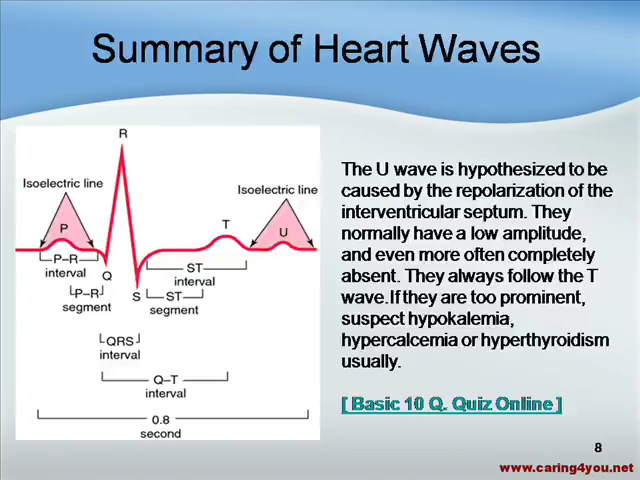 Summary of Heart Waves
R
Isoelectric line
Isoelectric line
P
T
U
P–R
interval
Q
ST
interval
P–R
segment
S
ST
segment
QRS
interval
Q–T
interval
0.8
second
The U wave is hypothesized to be
caused by the repolarization of the
interventricular septum. They
normally have a low amplitude,
and even more often completely
absent. They always follow the T
wave.If they are too prominent,
suspect hypokalemia,
hypercalcemia or hyperthyroidism
usually.
[ Basic 10 Q. Quiz Online ]
8
www.caring4you.net